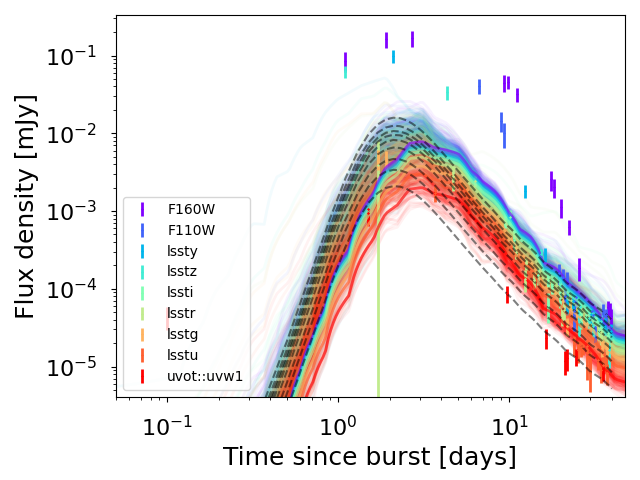 Flux density [mJy]
10⁻¹
10⁻²
10⁻³
10⁻⁴
10⁻⁵
F160W
F110W
lssty
lsstz
lssti
lsstr
lsstg
lsstu
uvot::uvw1
10⁻¹ 10⁰ 10¹
Time since burst [days]